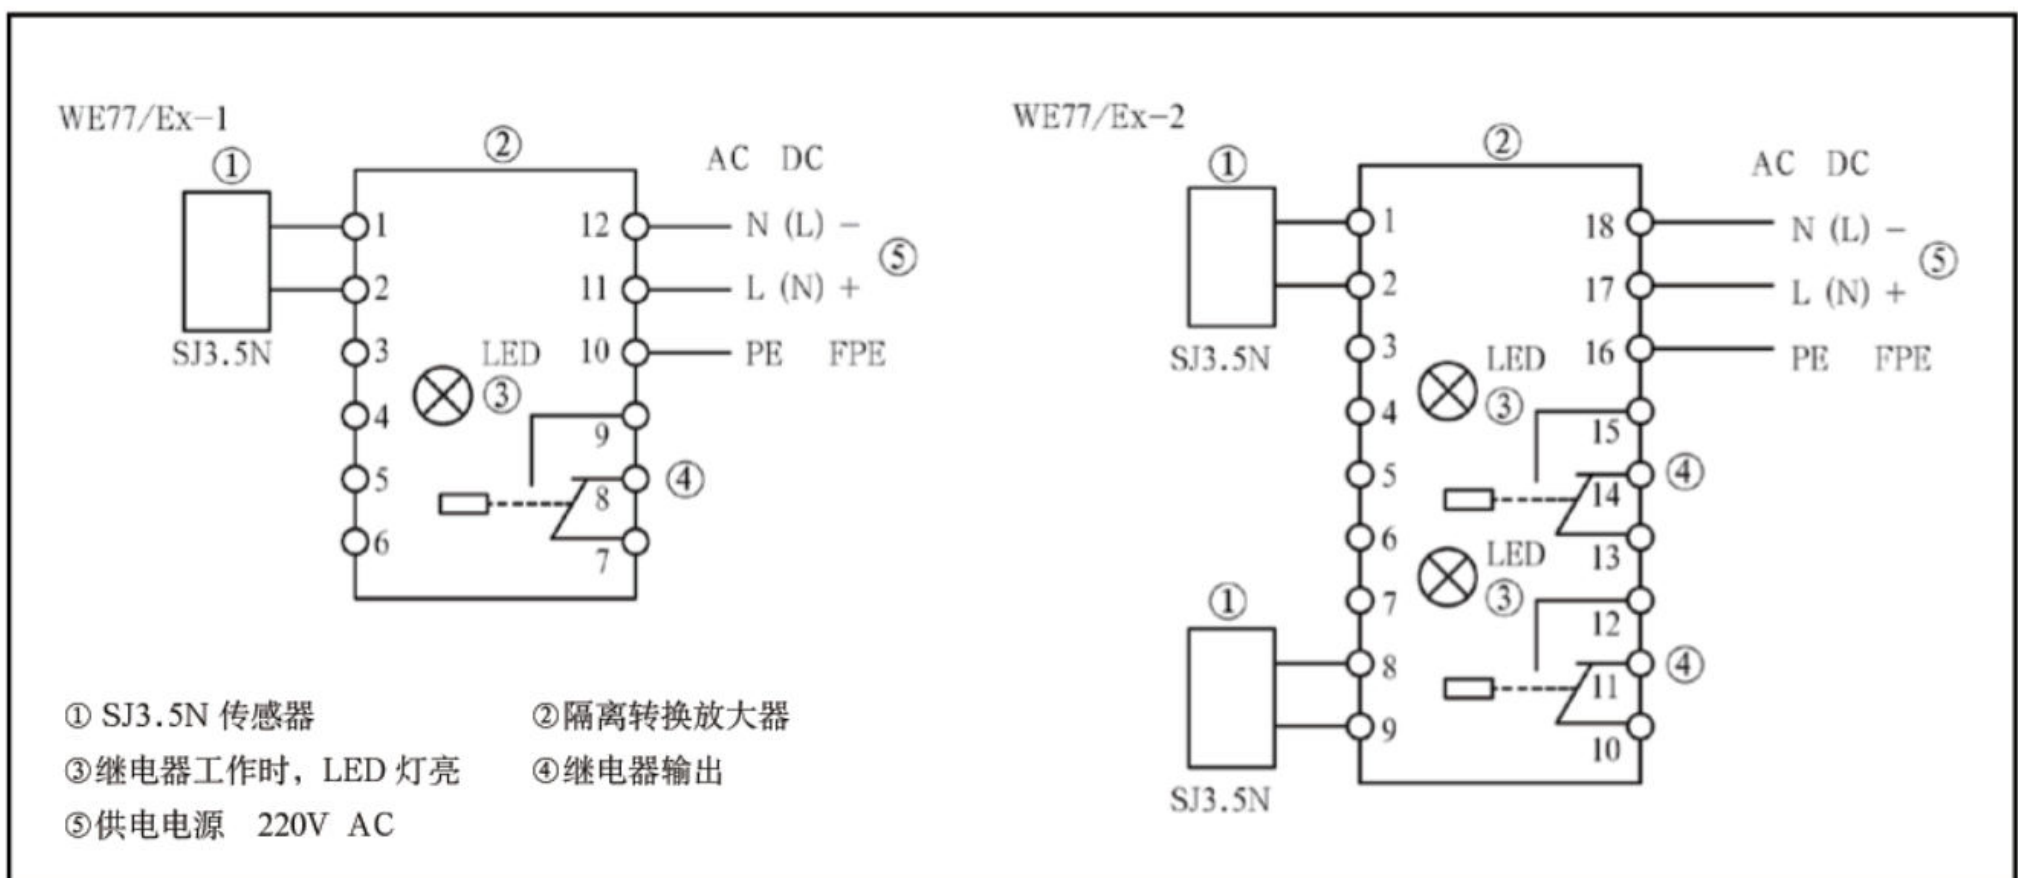 WE77/Ex-1
①
②
AC DC
1
12
N (L) −
⑤
2
11
L (N) +
SJ3.5N
3
LED
10
PE FPE
③
4
9
5
8
④
6
7
WE77/Ex-2
①
②
AC DC
1
18
N (L) −
⑤
2
17
L (N) +
SJ3.5N
3
LED
16
PE FPE
③
4
15
5
14
④
6
LED
13
①
7
③
12
8
11
④
9
10
SJ3.5N
① SJ3.5N 传感器 ②隔离转换放大器
③继电器工作时，LED 灯亮 ④继电器输出
⑤供电电源 220V AC